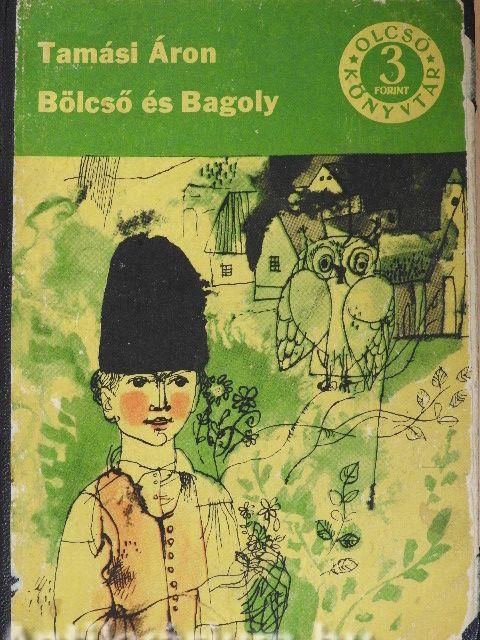 Tamási Áron
Bölcső és Bagoly
OLCSÓ
3
FORINT
KÖNYVTÁR